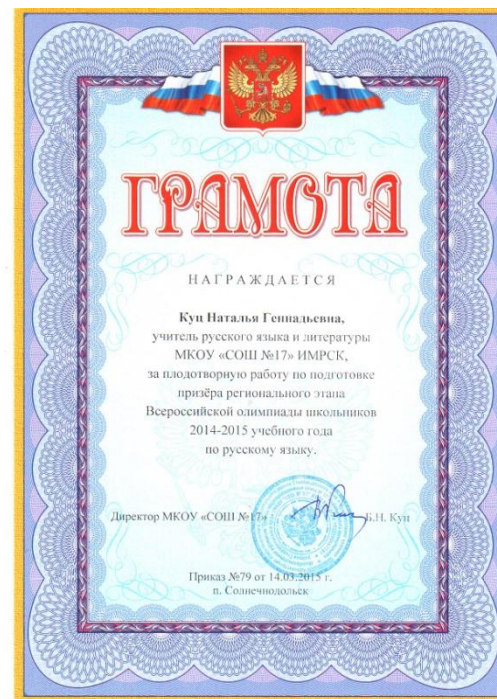 ГРАМОТА
НАГРАЖДАЕТСЯ
Куц Наталья Геннадьевна,
учитель русского языка и литературы
МКОУ «СОШ №17» ИМРСК,
за плодотворную работу по подготовке
призёра регионального этапа
Всероссийской олимпиады школьников
2014-2015 учебного года
по русскому языку.
Директор МКОУ «СОШ №17» Б.Н. Куц
Приказ №79 от 14.03.2015 г.
п. Солнечнодольск